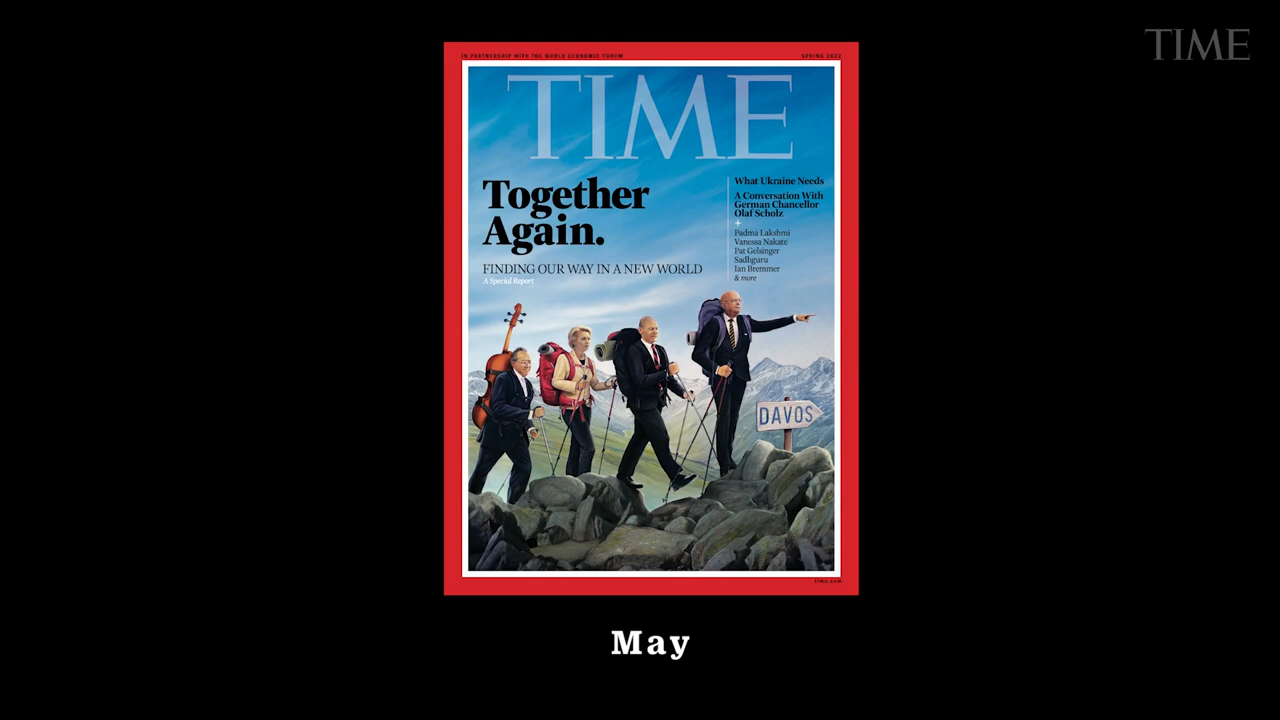 TIME
IN PARTNERSHIP WITH THE WORLD ECONOMIC FORUM
SPRING 2022
TIME
Together
Again.
FINDING OUR WAY IN A NEW WORLD
A Special Report
What Ukraine Needs
A Conversation With
German Chancellor
Olaf Scholz
+
Padma Lakshmi
Vanessa Nakate
Pat Gelsinger
Sadhguru
Ian Bremmer
& more
DAVOS
time.com
May